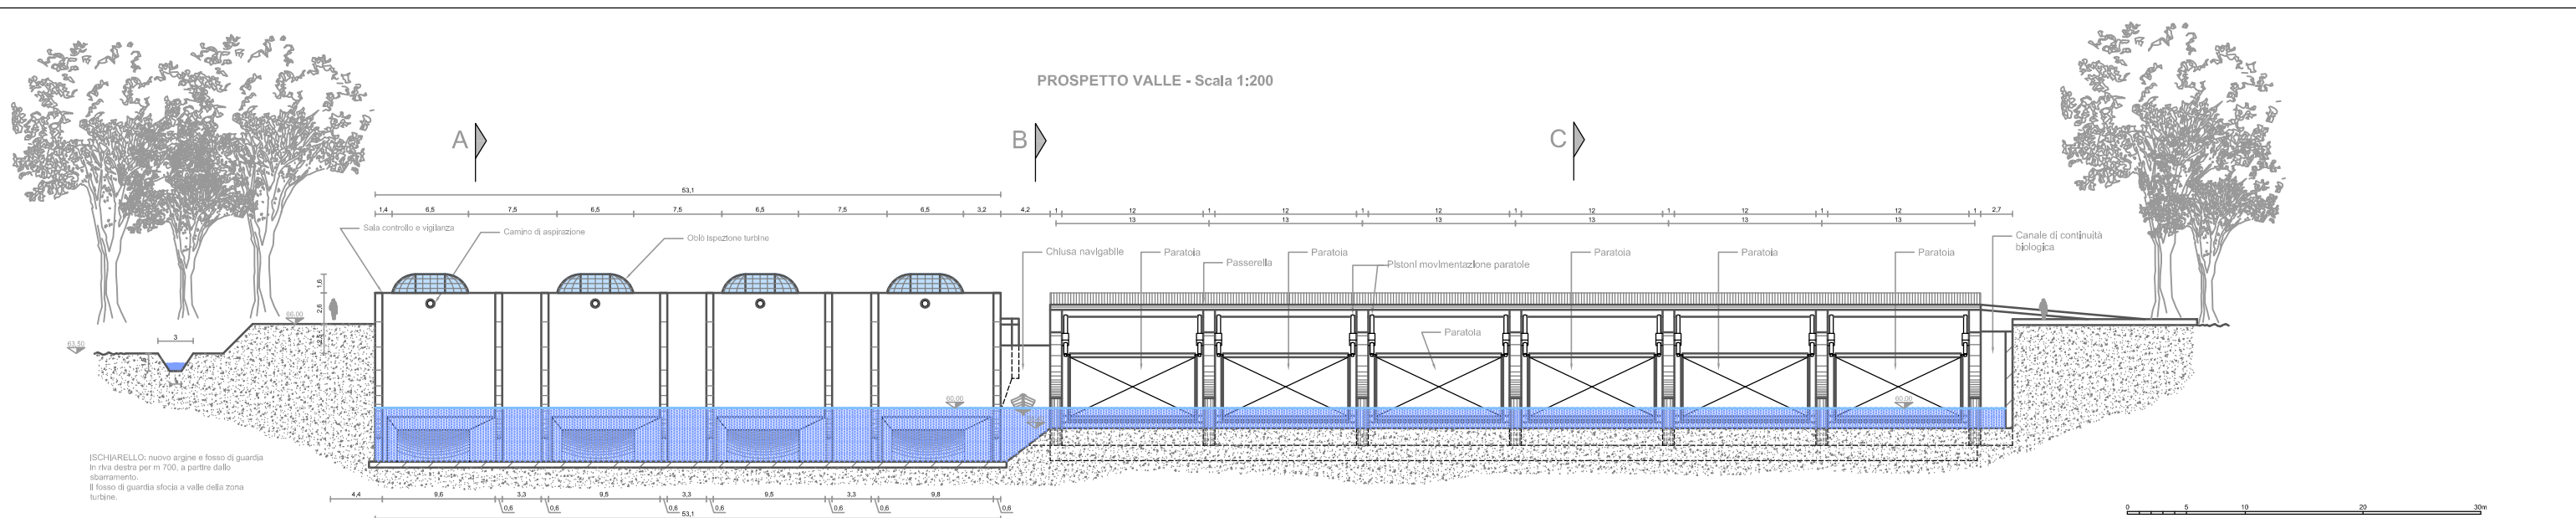 PROSPETTO VALLE - Scala 1:200
A
B
C
53,1
1,4 6,5 7,5 6,5 7,5 6,5 7,5 6,5 3,2 4,2 1 12 1 12 1 12 1 12 1 12 1 12 1 2,7
13 13 13 13 13 13
Sala controllo e vigilanza
Camino di aspirazione
Oblò ispezione turbine
Chiusa navigabile
Paratoia
Passerella
Paratoia
Pistoni movimentazione paratoie
Paratoia
Paratoia
Paratoia
Paratoia
Canale di continuità
biologica
1,6
2,6
2,5
66,00
63,50
3
60,00
60,00
ISCHIARELLO: nuovo argine e fosso di guardia
in riva destra per m 700, a partire dallo
sbarramento.
Il fosso di guardia sfocia a valle della zona
turbine.
4,4 9,6 3,3 9,5 3,3 9,5 3,3 9,8
0,6 0,6 0,6 0,6 0,6 0,6 0,6 0,6
53,1
0 5 10 20 30m